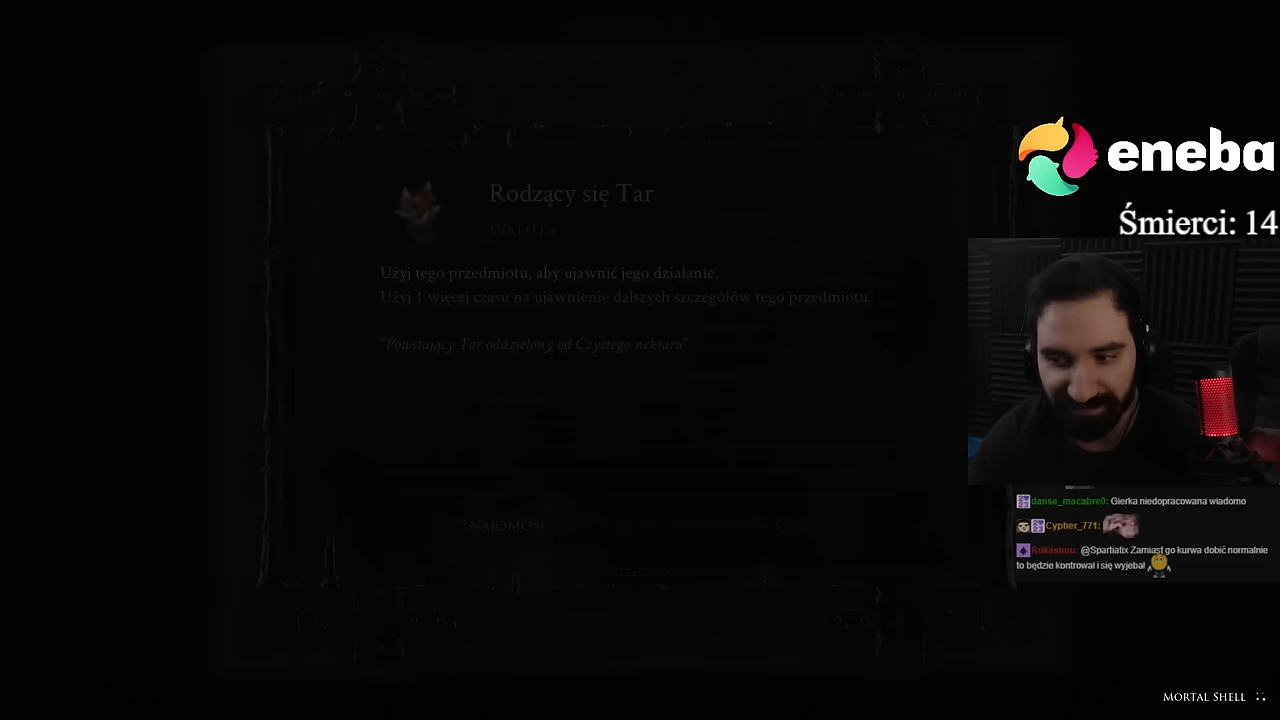 eneba
Śmierci: 14
Rodzący się Tar
WALUTA
Użyj tego przedmiotu, aby ujawnić jego działanie.
Użyj 1 więcej czasu na ujawnienie dalszych szczegółów tego przedmiotu.
"Powstający Tar oddzielony od Czystego nektaru"
danse_macabre0: Gierka niedopracowana wiadomo
Cypher_771:
Rukashuu: @Spartiatix Zamiast go kurwa dobić normalnie
to będzie kontrował i się wyjebał
MORTAL SHELL